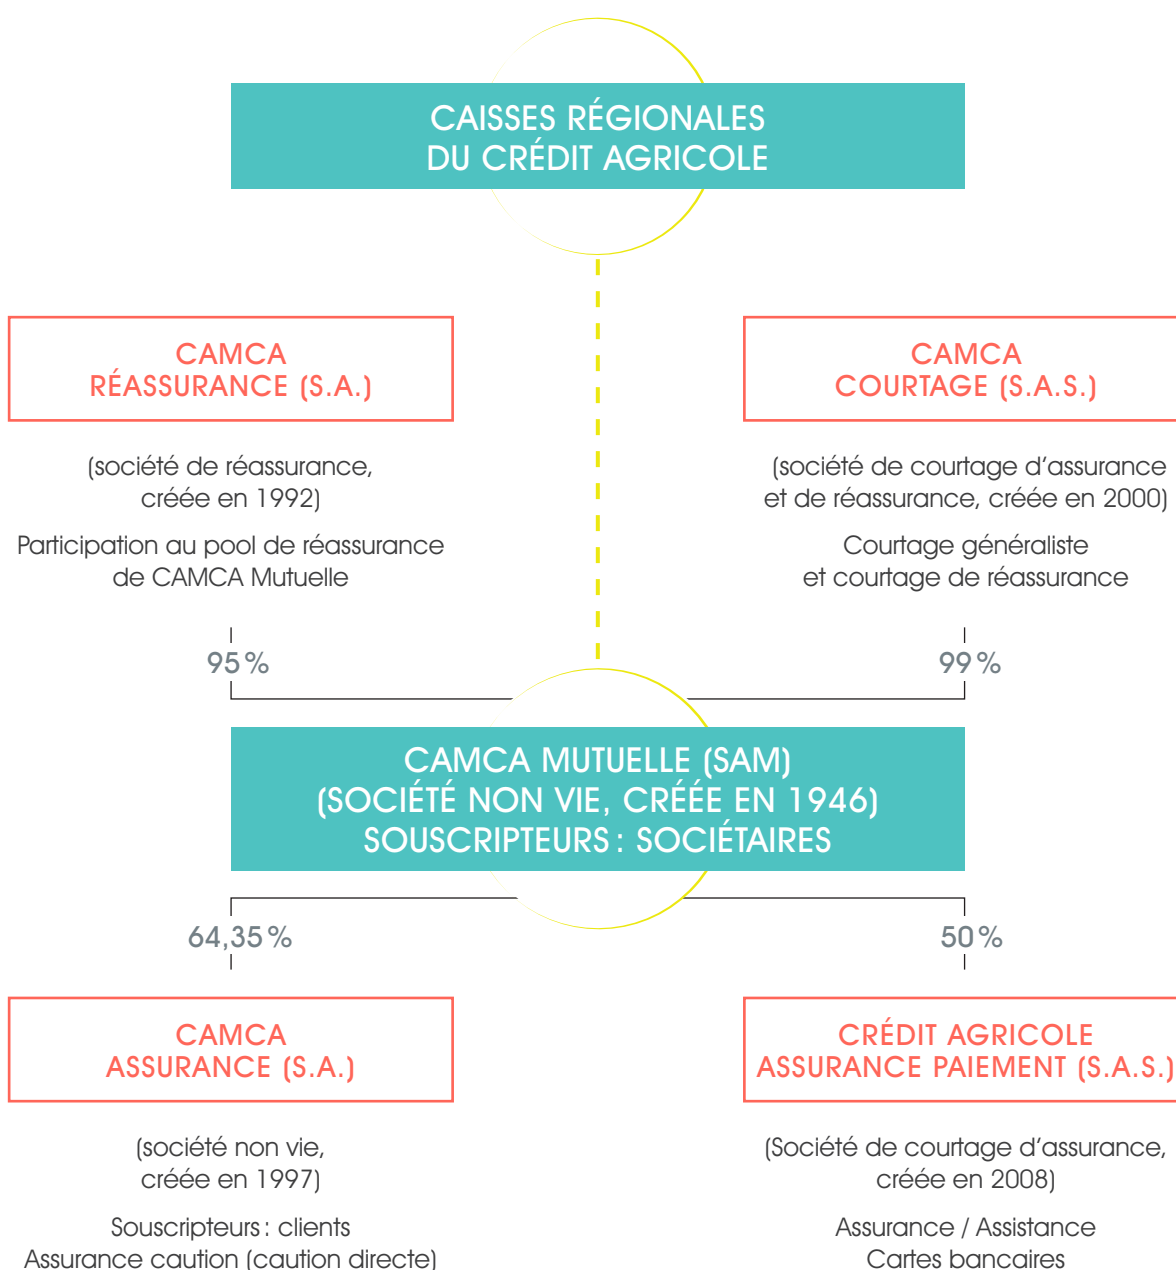 CAISSES RÉGIONALES
DU CRÉDIT AGRICOLE
CAMCA
RÉASSURANCE (S.A.)
(société de réassurance,
créée en 1992)
Participation au pool de réassurance
de CAMCA Mutuelle
95 %
CAMCA
COURTAGE (S.A.S.)
(société de courtage d’assurance
et de réassurance, créée en 2000)
Courtage généraliste
et courtage de réassurance
99 %
CAMCA MUTUELLE (SAM)
(SOCIÉTÉ NON VIE, CRÉÉE EN 1946)
SOUSCRIPTEURS : SOCIÉTAIRES
64,35 %
CAMCA
ASSURANCE (S.A.)
(société non vie,
créée en 1997)
Souscripteurs : clients
Assurance caution (caution directe)
50 %
CRÉDIT AGRICOLE
ASSURANCE PAIEMENT (S.A.S.)
(Société de courtage d’assurance,
créée en 2008)
Assurance / Assistance
Cartes bancaires